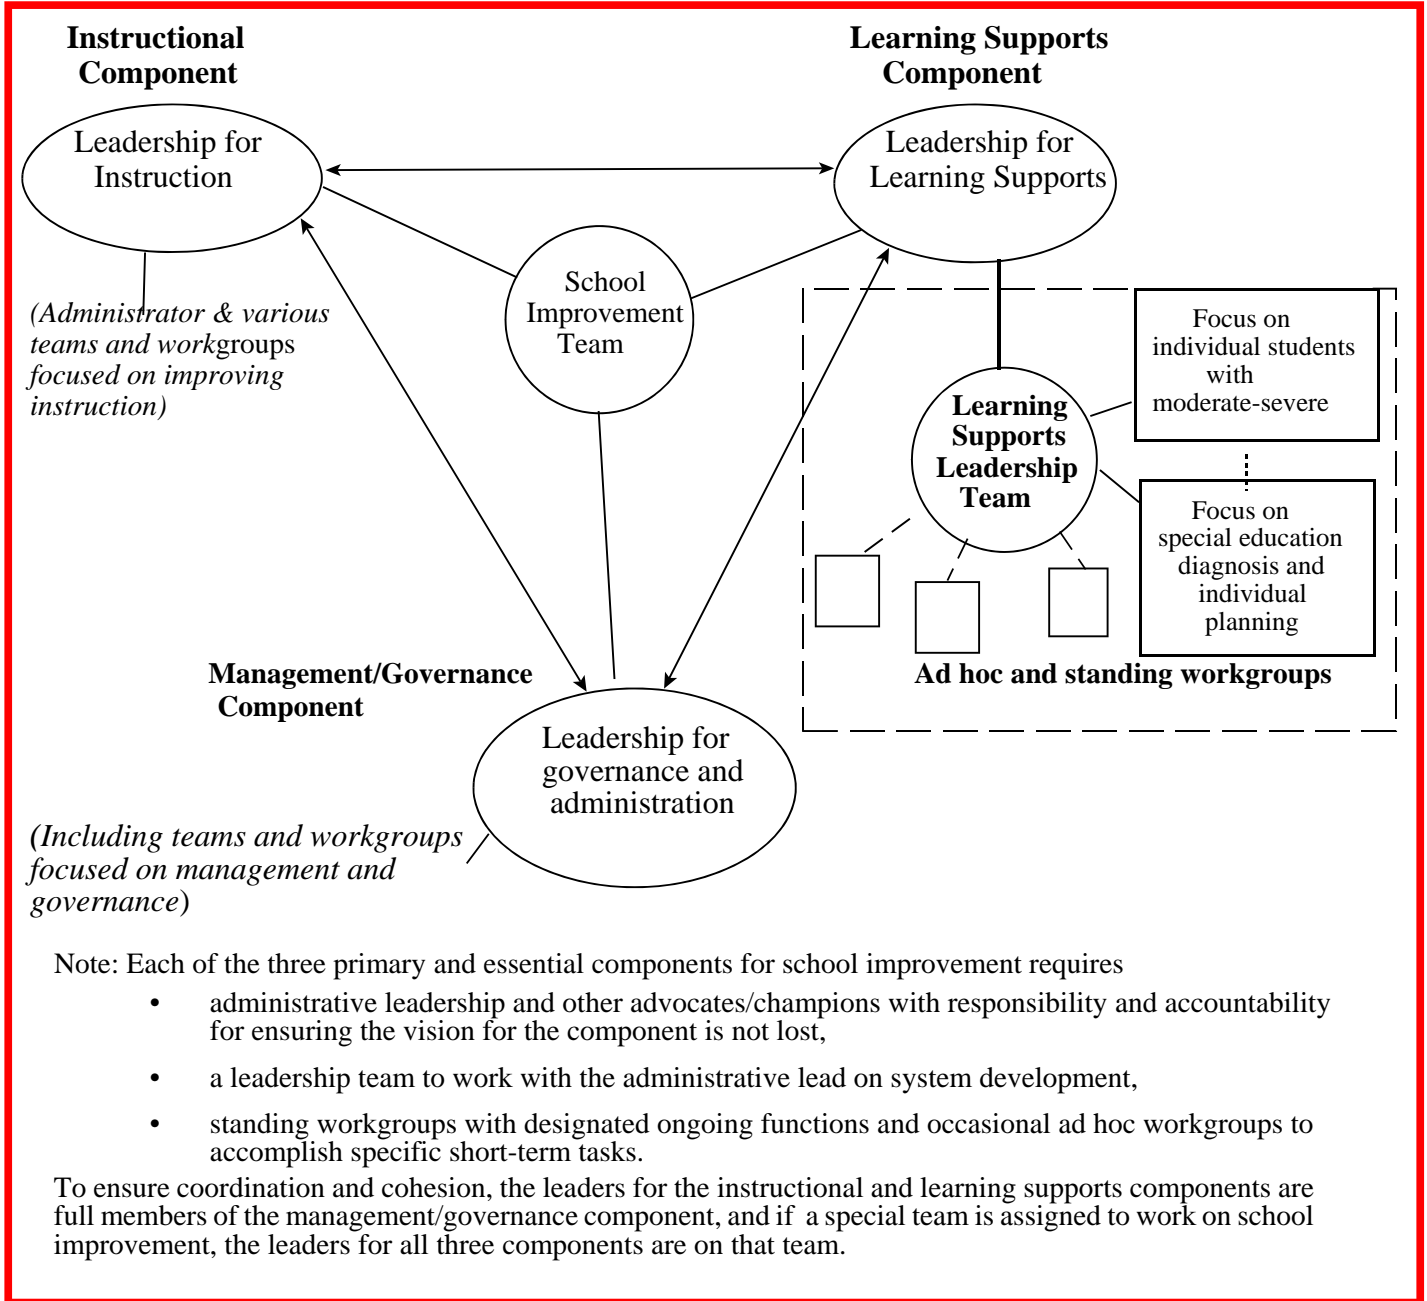 Instructional
Component
Learning Supports
Component
Leadership for
Instruction
Leadership for
Learning Supports
School
Improvement
Team
(Administrator & various
teams and workgroups
focused on improving
instruction)
Focus on
individual students
with
moderate-severe
Learning
Supports
Leadership
Team
Focus on
special education
diagnosis and
individual
planning
Ad hoc and standing workgroups
Management/Governance
Component
Leadership for
governance and
administration
(Including teams and workgroups
focused on management and
governance)
Note: Each of the three primary and essential components for school improvement requires
• administrative leadership and other advocates/champions with responsibility and accountability
for ensuring the vision for the component is not lost,
• a leadership team to work with the administrative lead on system development,
• standing workgroups with designated ongoing functions and occasional ad hoc workgroups to
accomplish specific short-term tasks.
To ensure coordination and cohesion, the leaders for the instructional and learning supports components are
full members of the management/governance component, and if a special team is assigned to work on school
improvement, the leaders for all three components are on that team.